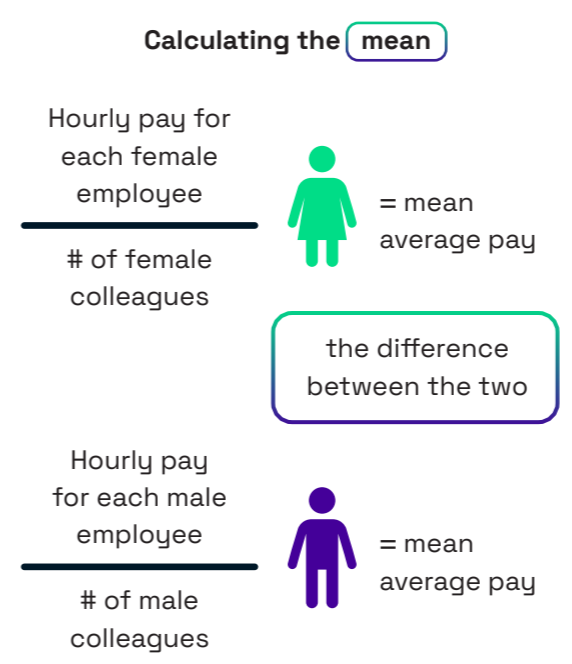 Calculating the mean
Hourly pay for
each female
employee
# of female
colleagues
= mean
average pay
the difference
between the two
Hourly pay
for each male
employee
# of male
colleagues
= mean
average pay